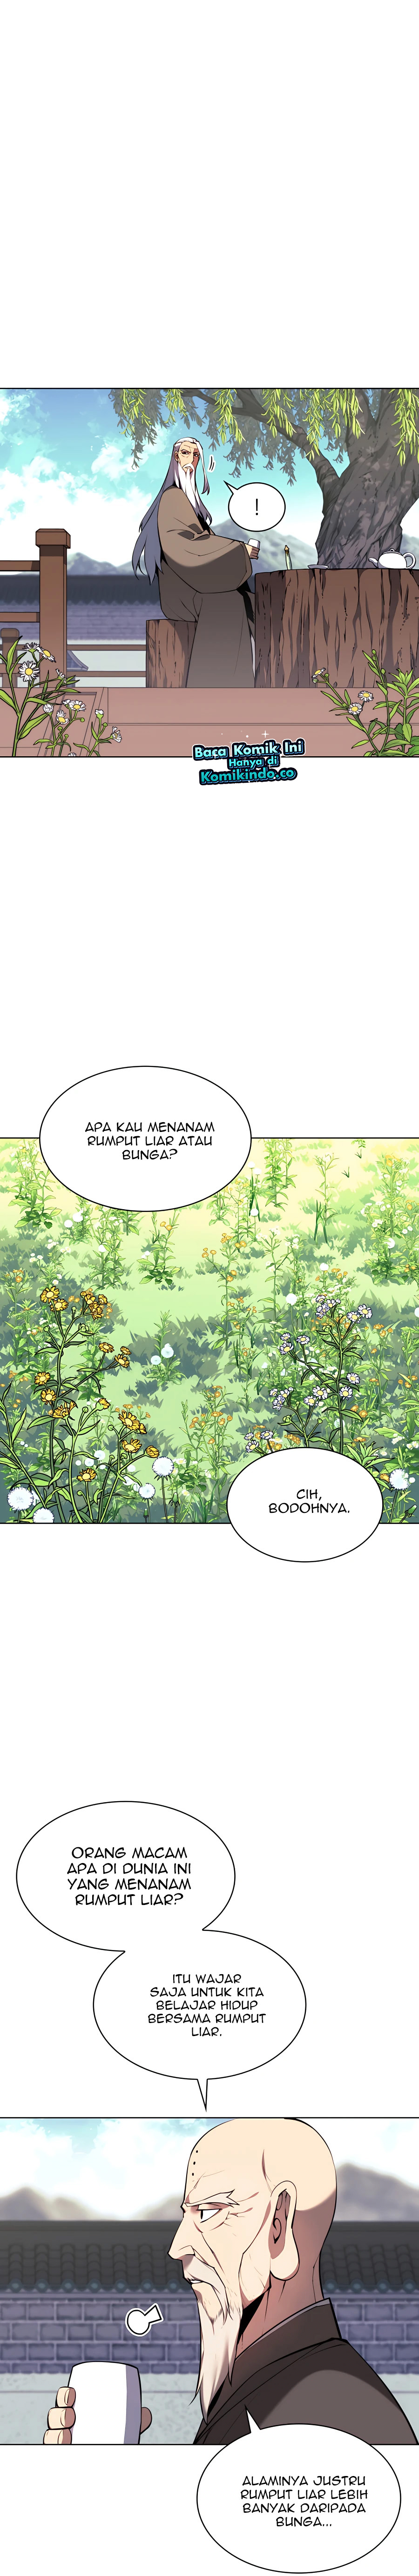 !
Baca Komik Ini
Hanya di
Komikindo.co
APA KAU MENANAM
RUMPUT LIAR ATAU
BUNGA?
CIH,
BODOHNYA.
ORANG MACAM
APA DI DUNIA INI
YANG MENANAM
RUMPUT LIAR?
ITU WAJAR
SAJA UNTUK KITA
BELAJAR HIDUP
BERSAMA RUMPUT
LIAR.
ALAMINYA JUSTRU
RUMPUT LIAR LEBIH
BANYAK DARIPADA
BUNGA...